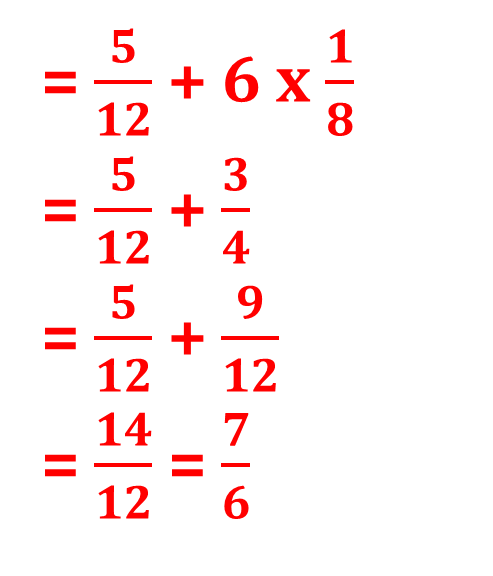 = 5/12 + 6 x 1/8
= 5/12 + 3/4
= 5/12 + 9/12
= 14/12 = 7/6